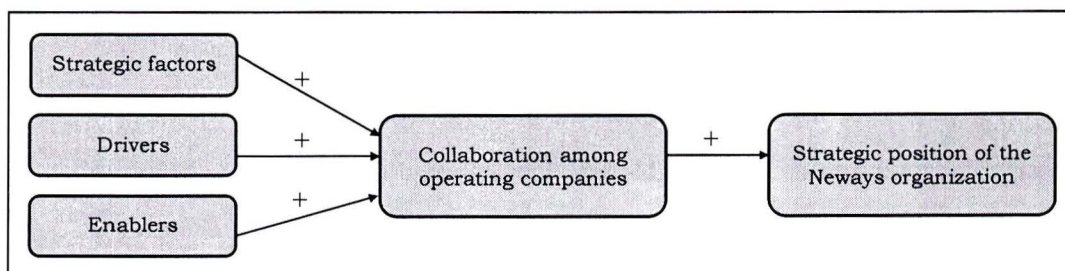 Strategic factors
+
Drivers
+
Enablers
+
Collaboration among
operating companies
+
Strategic position of the
Neways organization